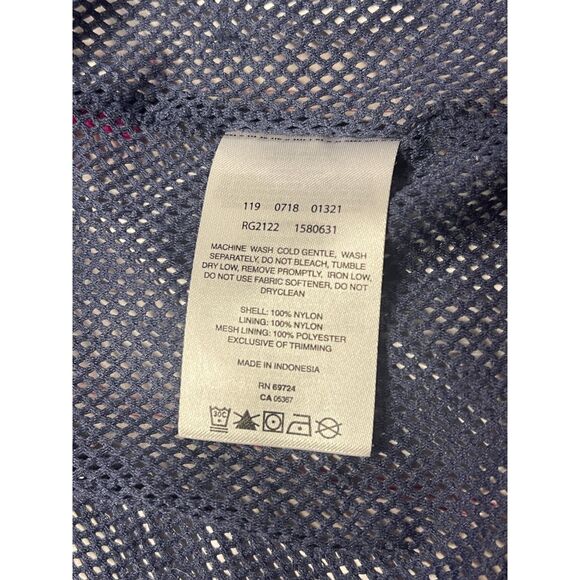 119 0718 01321
RG2122 1580631
MACHINE WASH COLD GENTLE, WASH
SEPARATELY, DO NOT BLEACH, TUMBLE
DRY LOW, REMOVE PROMPTLY, IRON LOW,
DO NOT USE FABRIC SOFTENER, DO NOT
DRYCLEAN
SHELL: 100% NYLON
LINING: 100% NYLON
MESH LINING: 100% POLYESTER
EXCLUSIVE OF TRIMMING
MADE IN INDONESIA
RN 69724
CA 05367
30C